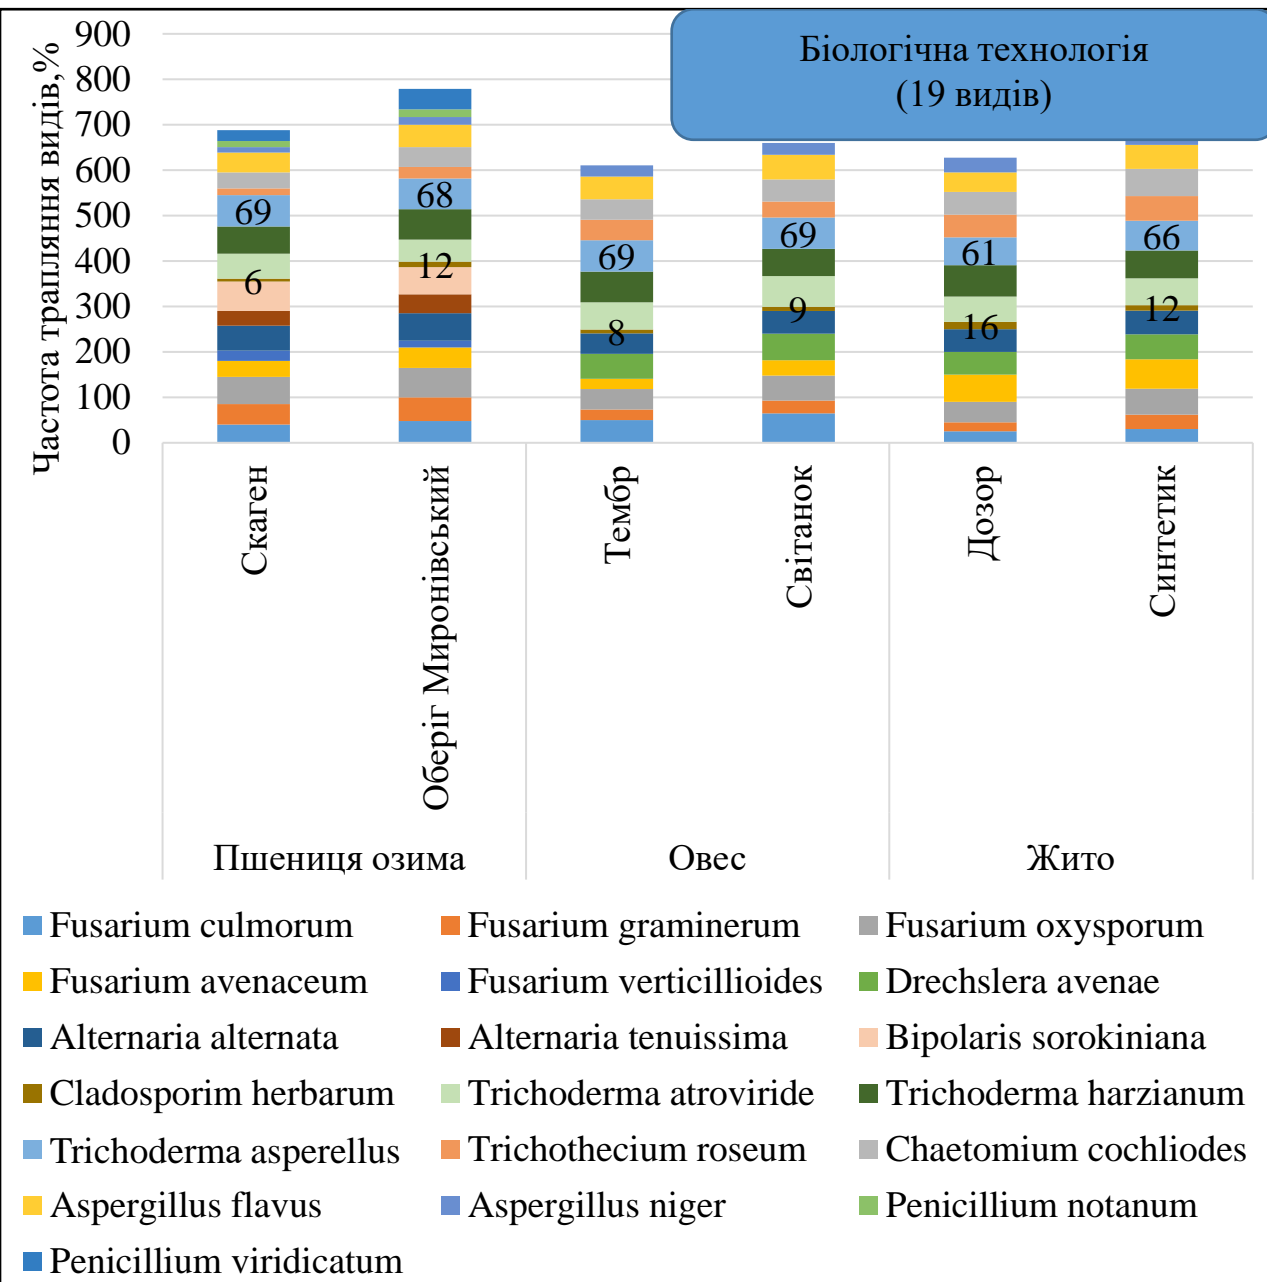 Частота трапляння видів,%
900
800
700
600
500
400
300
200
100
0
Біологічна технологія
(19 видів)
69
6
68
12
69
8
69
9
61
16
66
12
Скаген
Оберіг Миронівський
Тембр
Світанок
Дозор
Синтетик
Пшениця озима
Овес
Жито
Fusarium culmorum
Fusarium graminerum
Fusarium oxysporum
Fusarium avenaceum
Fusarium verticillioides
Drechslera avenae
Alternaria alternata
Alternaria tenuissima
Bipolaris sorokiniana
Cladosporim herbarum
Trichoderma atroviride
Trichoderma harzianum
Trichoderma asperellus
Trichothecium roseum
Chaetomium cochliodes
Aspergillus flavus
Aspergillus niger
Penicillium notanum
Penicillium viridicatum